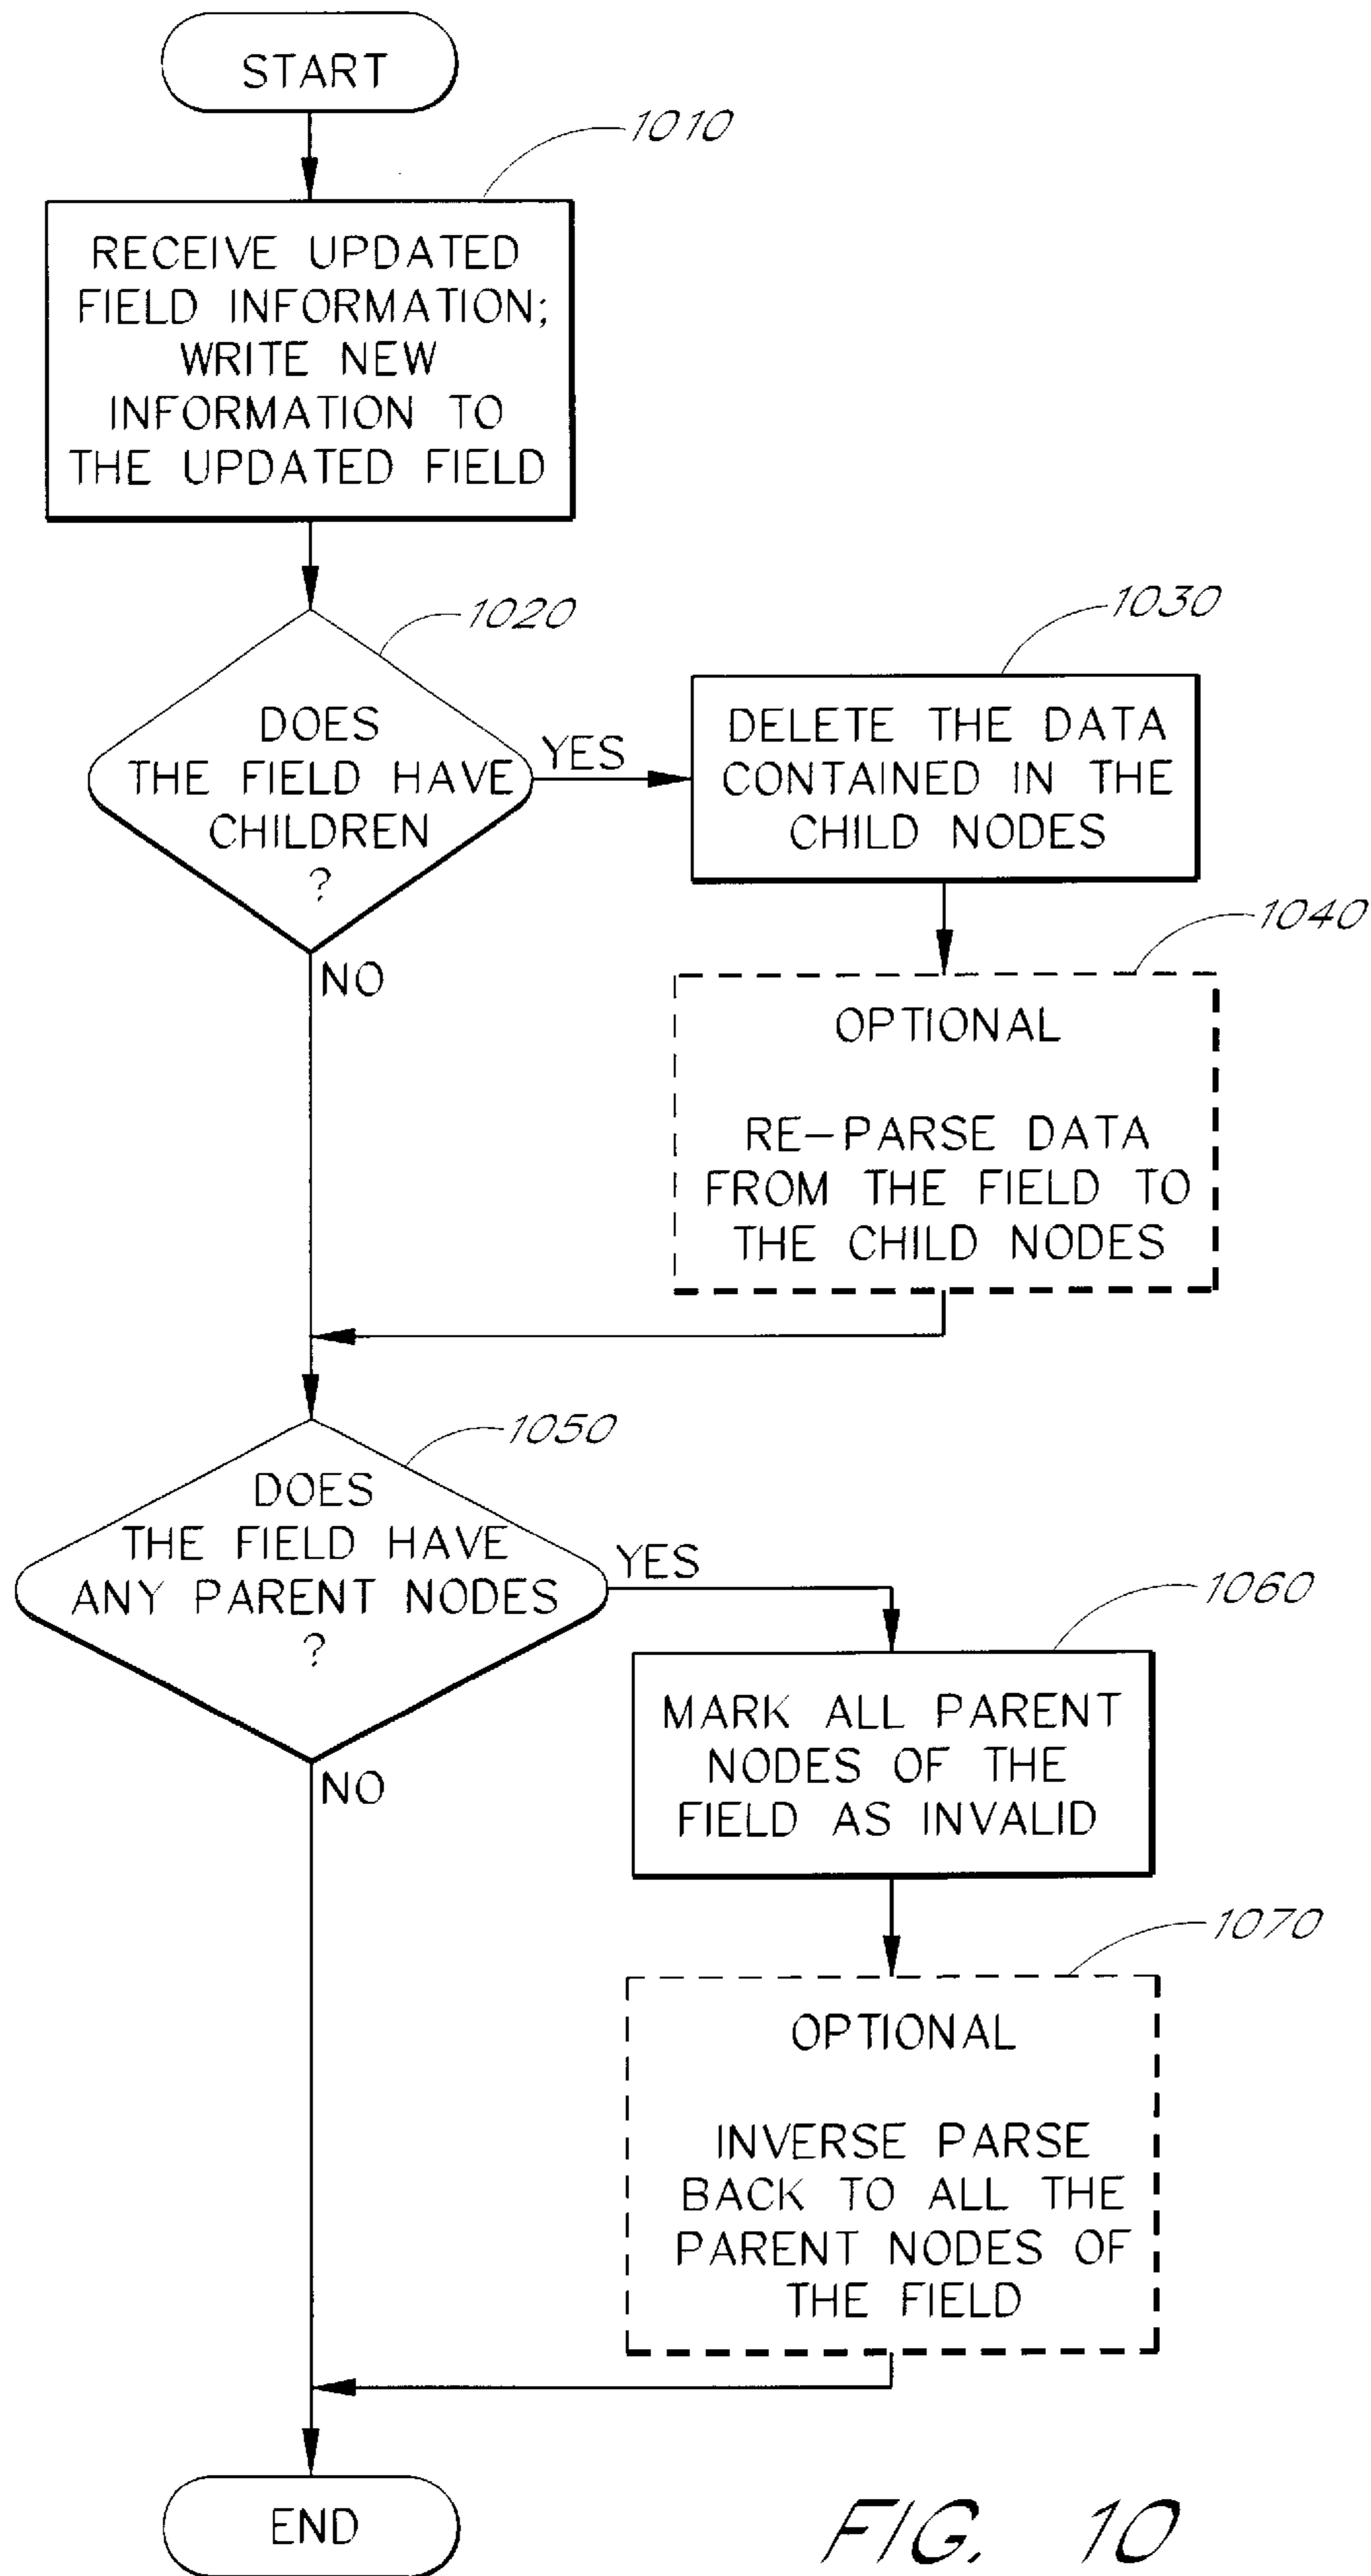 START
1010
RECEIVE UPDATED
FIELD INFORMATION;
WRITE NEW
INFORMATION TO
THE UPDATED FIELD
1020
DOES
THE FIELD HAVE
CHILDREN
?
YES
NO
1030
DELETE THE DATA
CONTAINED IN THE
CHILD NODES
1040
OPTIONAL
RE-PARSE DATA
FROM THE FIELD TO
THE CHILD NODES
1050
DOES
THE FIELD HAVE
ANY PARENT NODES
?
YES
NO
1060
MARK ALL PARENT
NODES OF THE
FIELD AS INVALID
1070
OPTIONAL
INVERSE PARSE
BACK TO ALL THE
PARENT NODES OF
THE FIELD
END
FIG. 10